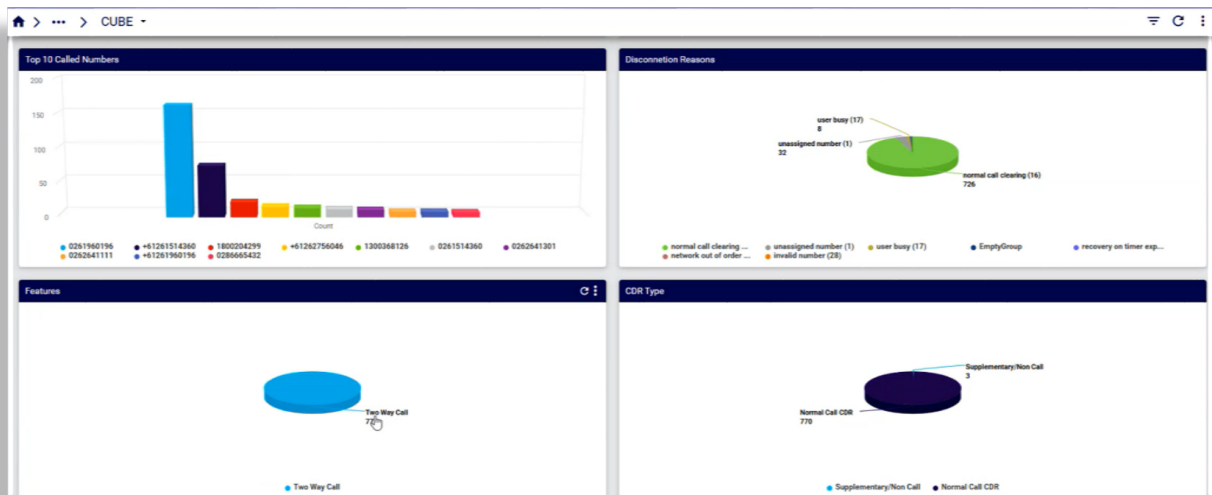 CUBE
Top 10 Called Numbers
200
150
100
50
0
Count
0261960196 +61261514360 1800204299 +61262756046 1300368126 0261514360 0262641301
0262641111 +61261960196 0286665432
Disconnetion Reasons
user busy (17)
8
unassigned number (1)
32
normal call clearing (16)
726
normal call clearing ... unassigned number (1) user busy (17) EmptyGroup recovery on timer exp...
network out of order ... invalid number (28)
Features
Two Way Call
Two Way Call
CDR Type
Supplementary/Non Call
3
Normal Call CDR
770
Supplementary/Non Call Normal Call CDR